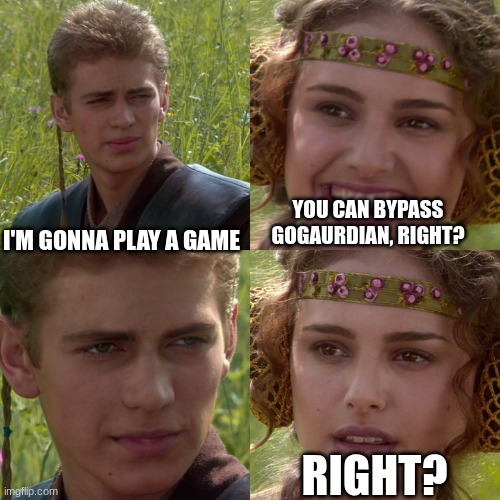 I'M GONNA PLAY A GAME
YOU CAN BYPASS
GOGAURDIAN, RIGHT?
RIGHT?
imgflip.com